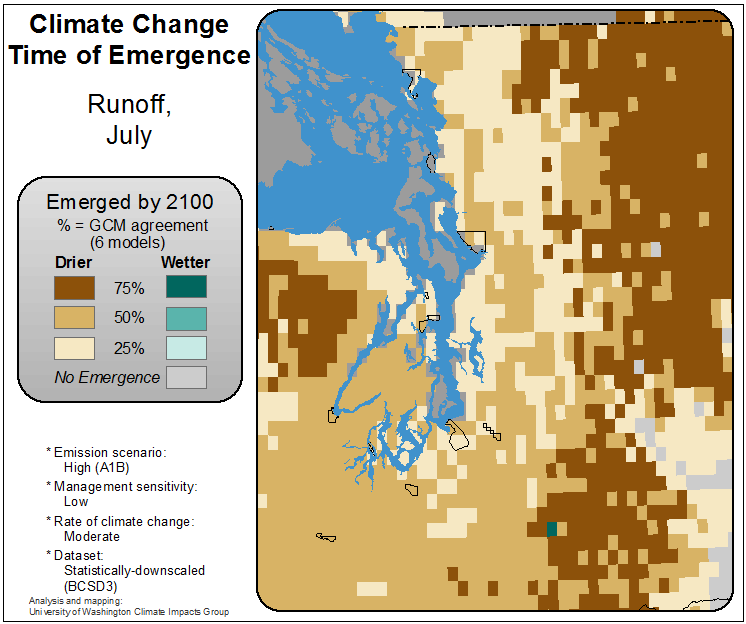 Climate Change
Time of Emergence
Runoff,
July
Emerged by 2100
% = GCM agreement
(6 models)
Drier Wetter
75%
50%
25%
No Emergence
* Emission scenario:
High (A1B)
* Management sensitivity:
Low
* Rate of climate change:
Moderate
* Dataset:
Statistically-downscaled
(BCSD3)
Analysis and mapping:
University of Washington Climate Impacts Group